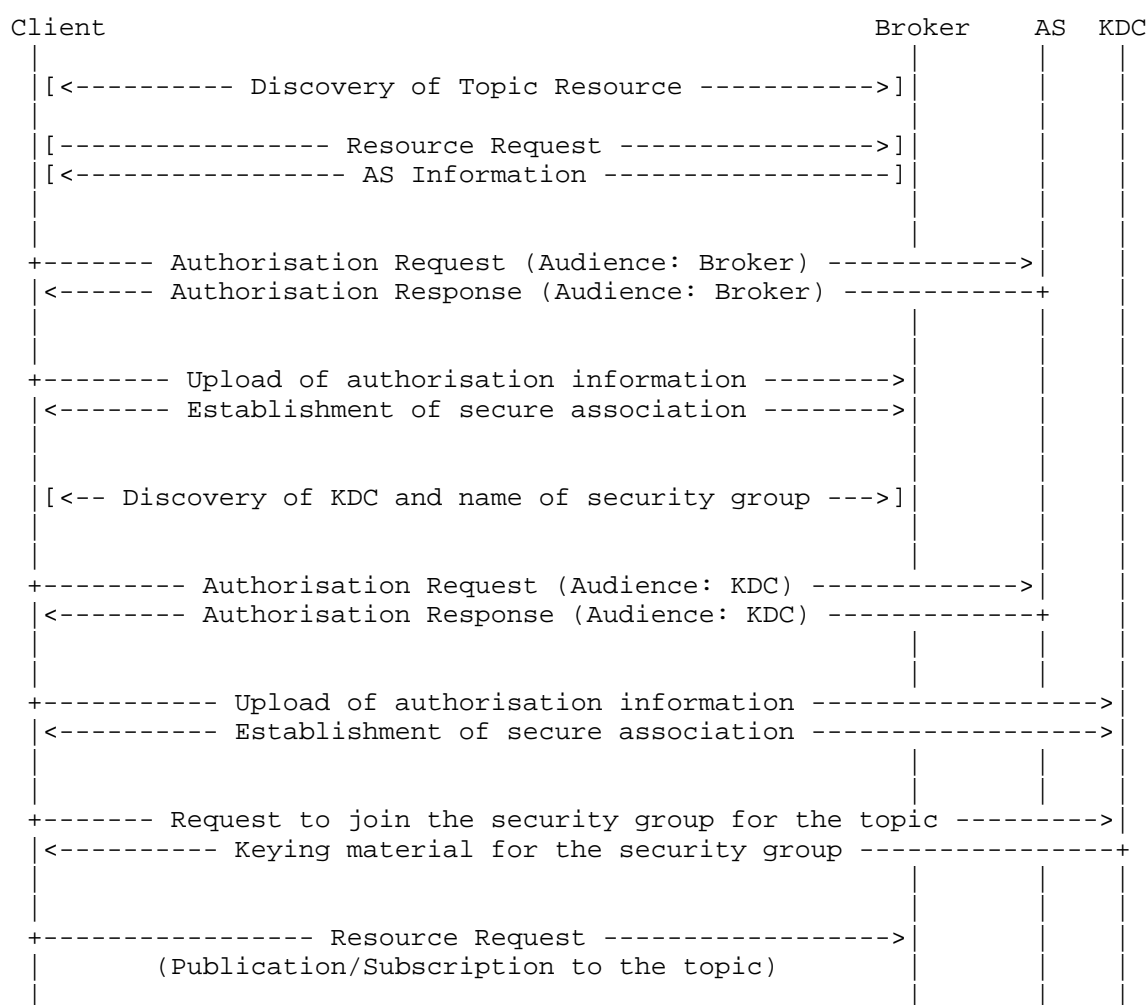 Client Broker AS KDC
[<---------- Discovery of Topic Resource ----------->]
[----------------- Resource Request ---------------->]
[<----------------- AS Information ------------------]
+------- Authorisation Request (Audience: Broker) ------------>
<------ Authorisation Response (Audience: Broker) ------------+
+-------- Upload of authorisation information -------->
<------- Establishment of secure association -------->
[<-- Discovery of KDC and name of security group --->]
+--------- Authorisation Request (Audience: KDC) ------------->
<-------- Authorisation Response (Audience: KDC) -------------+
+----------- Upload of authorisation information ------------------>
<---------- Establishment of secure association ------------------>
+------- Request to join the security group for the topic --------->
<---------- Keying material for the security group ----------------+
+----------------- Resource Request ------------------>
(Publication/Subscription to the topic)